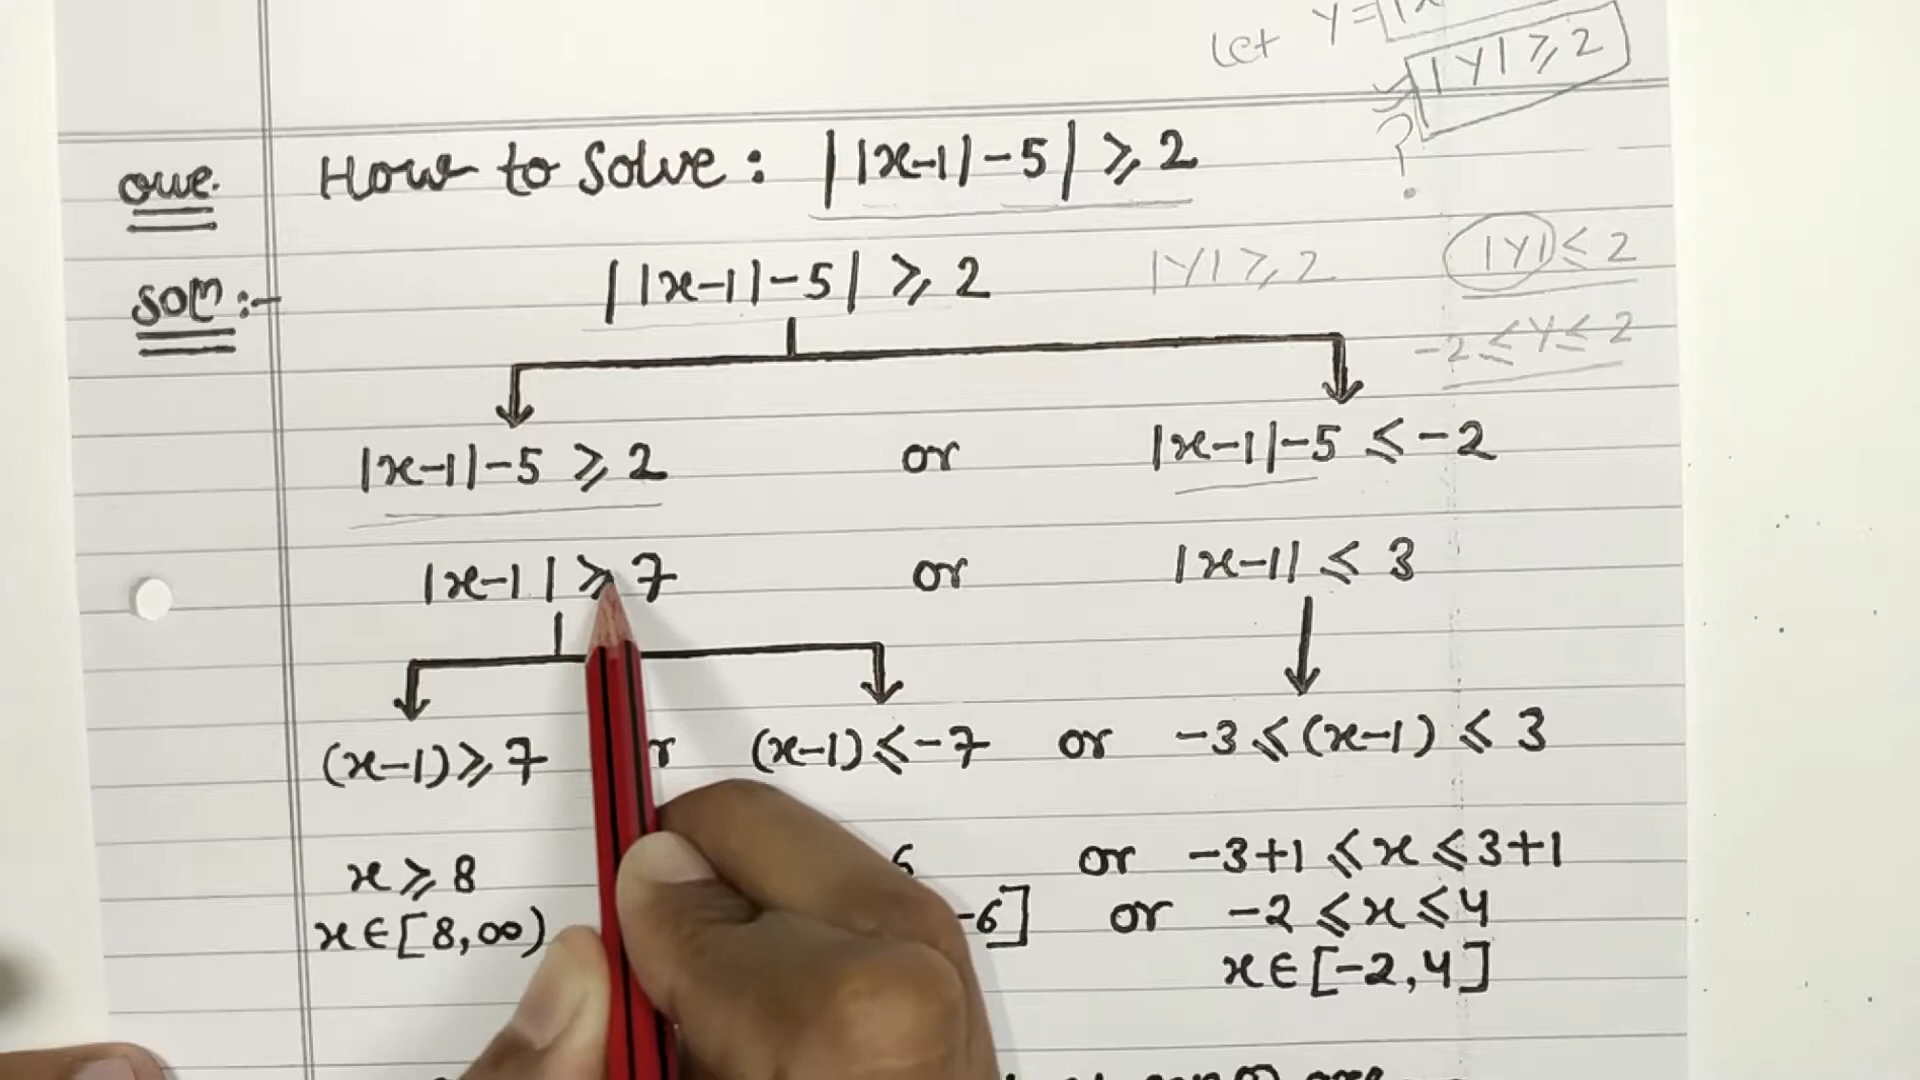 Let Y =
|Y| ⩾ 2
?
Que. How to Solve: ||x-1|-5| ⩾ 2
Soln:- ||x-1|-5| ⩾ 2 |Y| ⩾ 2 |Y| ⩽ 2
-2 ⩽ Y ⩽ 2
|x-1|-5 ⩾ 2 or |x-1|-5 ⩽ -2
|x-1| ⩾ 7 or |x-1| ⩽ 3
(x-1) ⩾ 7 (x-1) ⩽ -7 or -3 ⩽ (x-1) ⩽ 3
x ⩾ 8 6 or -3+1 ⩽ x ⩽ 3+1
x ∈ [8, ∞) -6] or -2 ⩽ x ⩽ 4
x ∈ [-2, 4]